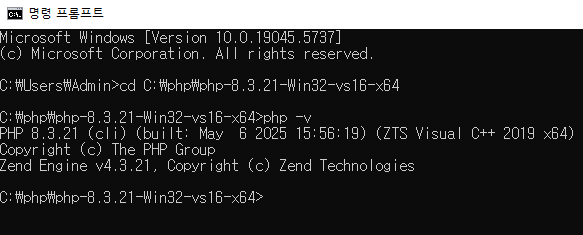 명령 프롬프트
Microsoft Windows [Version 10.0.19045.5737]
(c) Microsoft Corporation. All rights reserved.
C:₩Users₩Admin>cd C:₩php₩php-8.3.21-Win32-vs16-x64
C:₩php₩php-8.3.21-Win32-vs16-x64>php -v
PHP 8.3.21 (cli) (built: May  6 2025 15:56:19) (ZTS Visual C++ 2019 x64)
Copyright (c) The PHP Group
Zend Engine v4.3.21, Copyright (c) Zend Technologies
C:₩php₩php-8.3.21-Win32-vs16-x64>